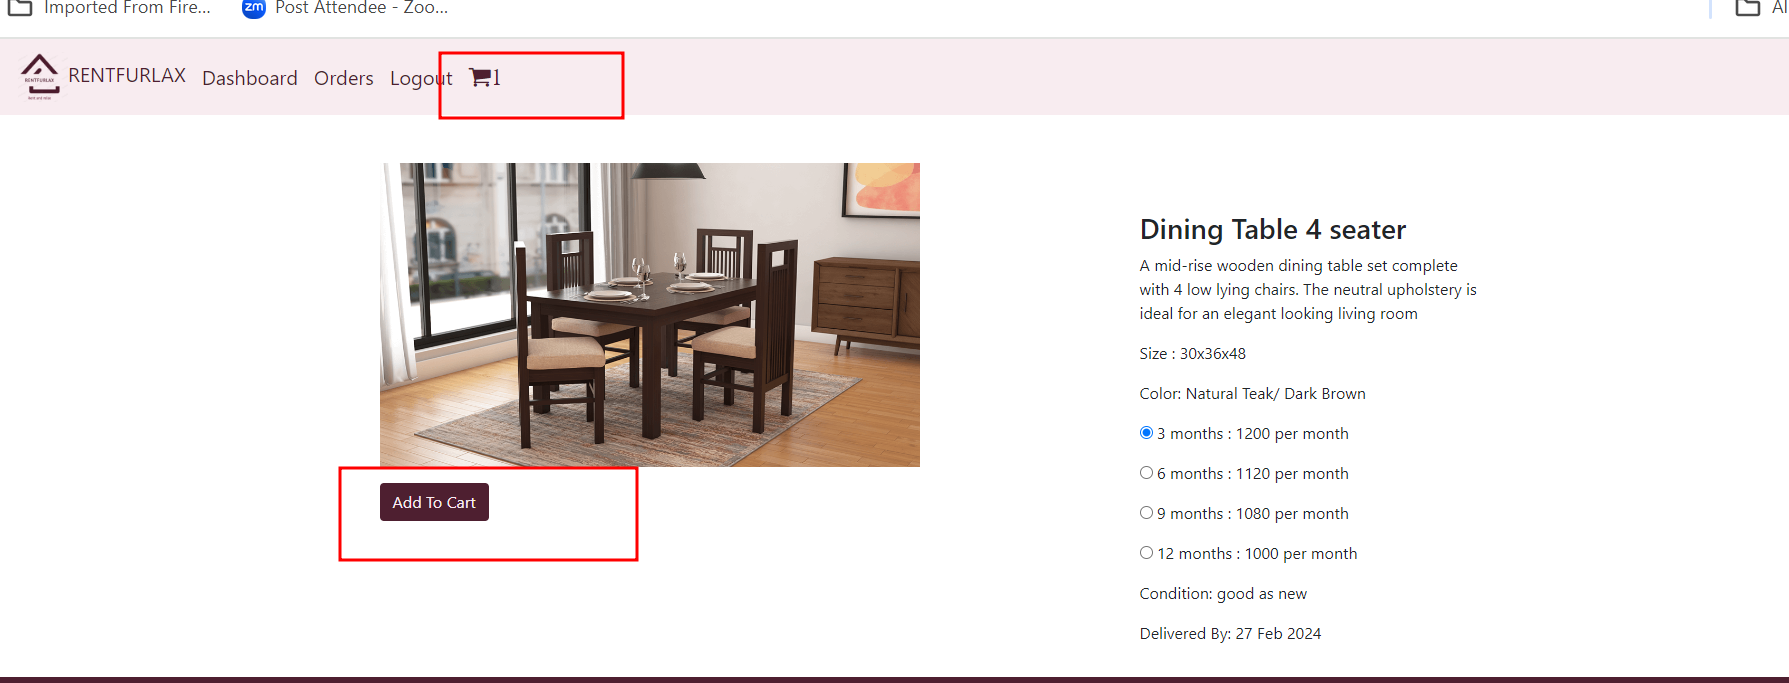 Imported From Fire...
zm Post Attendee - Zoo...
Al
RENTFURLAX
RENTFURLAX Dashboard Orders Logout 1
Dining Table 4 seater
A mid-rise wooden dining table set complete
with 4 low lying chairs. The neutral upholstery is
ideal for an elegant looking living room
Size : 30x36x48
Color: Natural Teak/ Dark Brown
3 months : 1200 per month
6 months : 1120 per month
9 months : 1080 per month
12 months : 1000 per month
Condition: good as new
Delivered By: 27 Feb 2024
Add To Cart